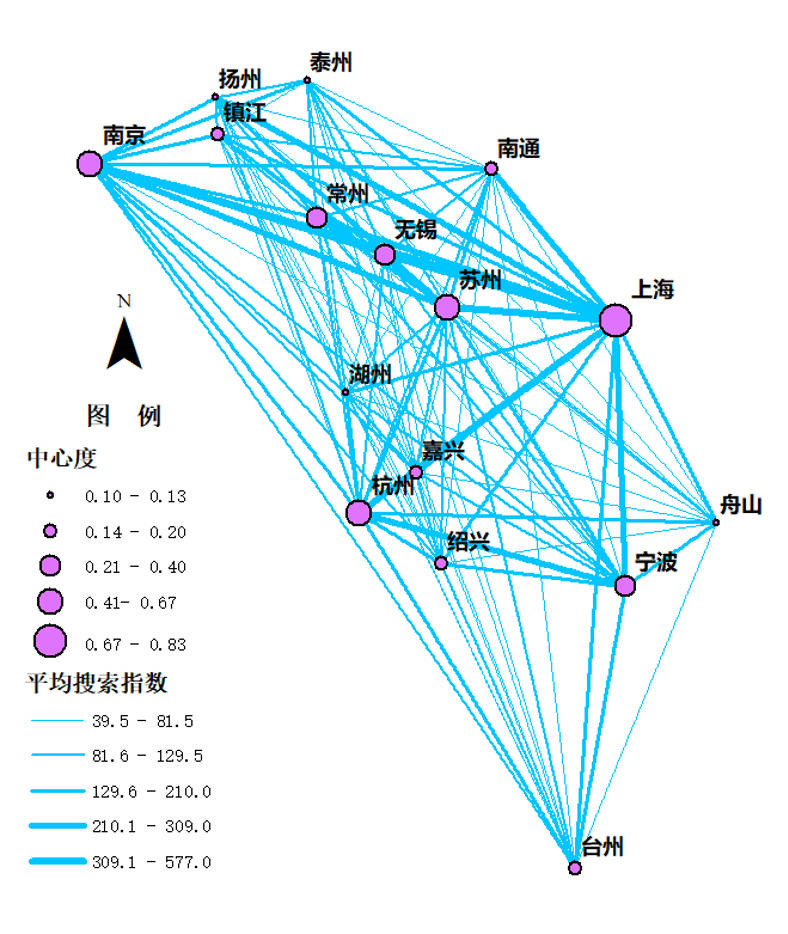 泰州
扬州
镇江
南京
南通
常州
无锡
苏州
上海
N
湖州
图 例
嘉兴
中心度
杭州
0.10 - 0.13
舟山
0.14 - 0.20
绍兴
宁波
0.21 - 0.40
0.41- 0.67
0.67 - 0.83
平均搜索指数
39.5 - 81.5
81.6 - 129.5
129.6 - 210.0
210.1 - 309.0
台州
309.1 - 577.0